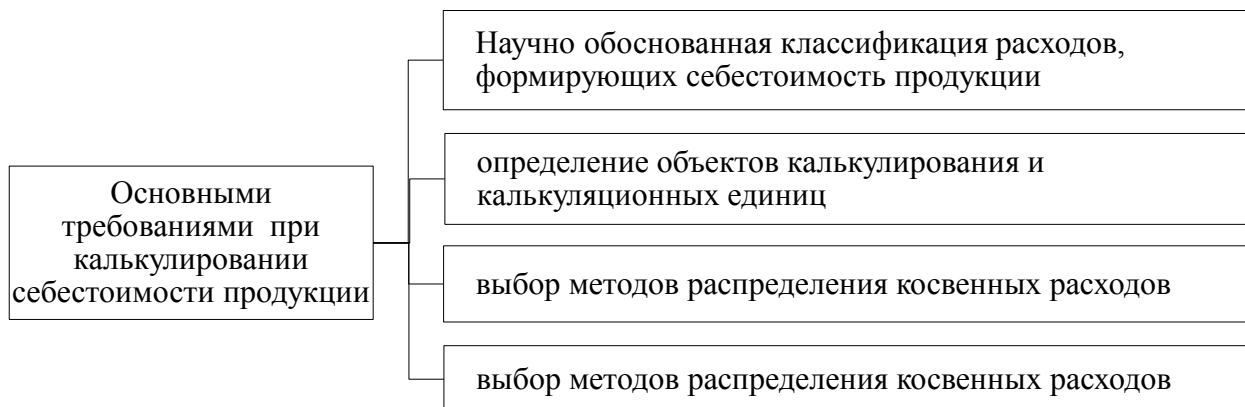 Научно обоснованная классификация расходов,
формирующих себестоимость продукции
определение объектов калькулирования и
калькуляционных единиц
Основными
требованиями при
калькулировании
себестоимости продукции
выбор методов распределения косвенных расходов
выбор методов распределения косвенных расходов